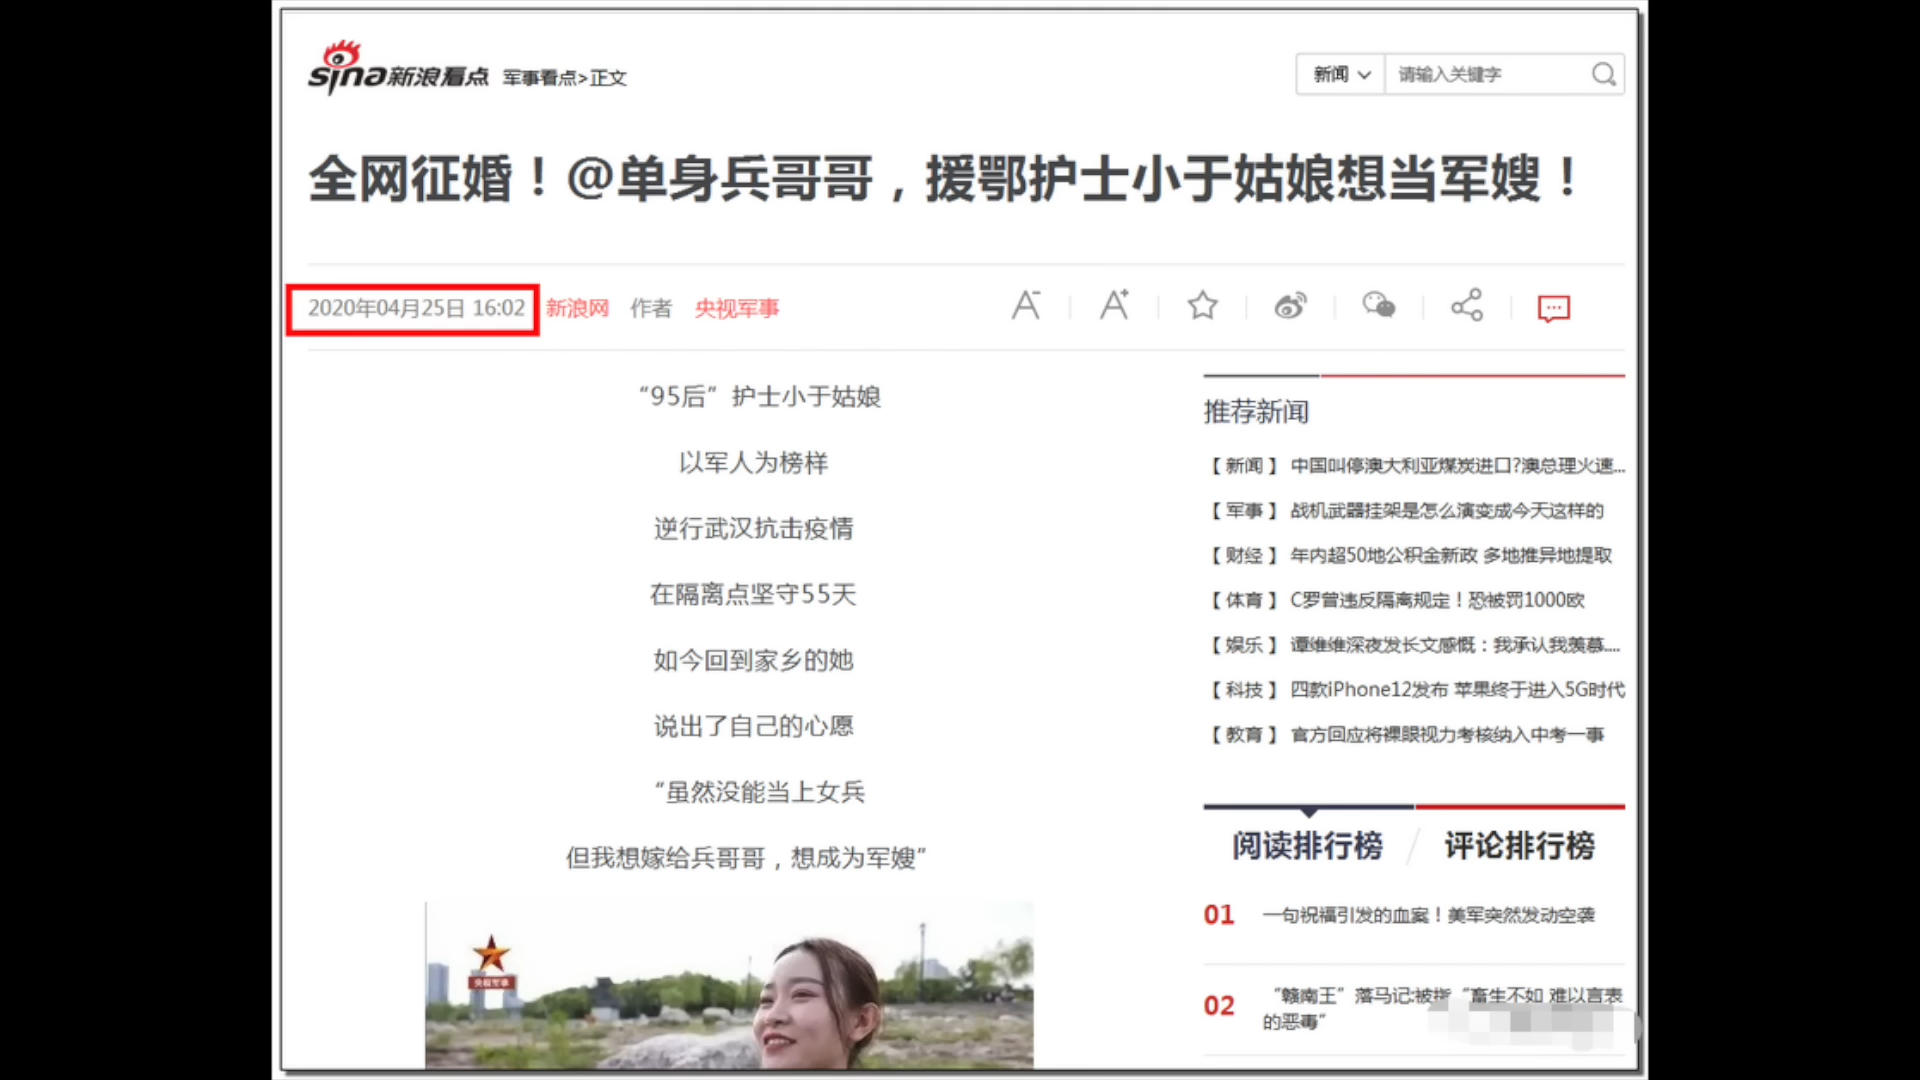 sina新浪看点 军事看点>正文
新闻 请输入关键字
全网征婚！@单身兵哥哥，援鄂护士小于姑娘想当军嫂！
2020年04月25日 16:02 新浪网 作者 央视军事
A- A+
“95后”护士小于姑娘
以军人为榜样
逆行武汉抗击疫情
在隔离点坚守55天
如今回到家乡的她
说出了自己的心愿
“虽然没能当上女兵
但我想嫁给兵哥哥，想成为军嫂”
央视军事
推荐新闻
【新闻】中国叫停澳大利亚煤炭进口?澳总理火速...
【军事】战机武器挂架是怎么演变成今天这样的
【财经】年内超50地公积金新政 多地推异地提取
【体育】C罗曾违反隔离规定！恐被罚1000欧
【娱乐】谭维维深夜发长文感慨：我承认我羡慕....
【科技】四款iPhone12发布 苹果终于进入5G时代
【教育】官方回应将裸眼视力考核纳入中考一事
阅读排行榜 / 评论排行榜
01 一句祝福引发的血案！美军突然发动空袭
02 “赣南王”落马记:被指“畜生不如 难以言表
的恶毒”